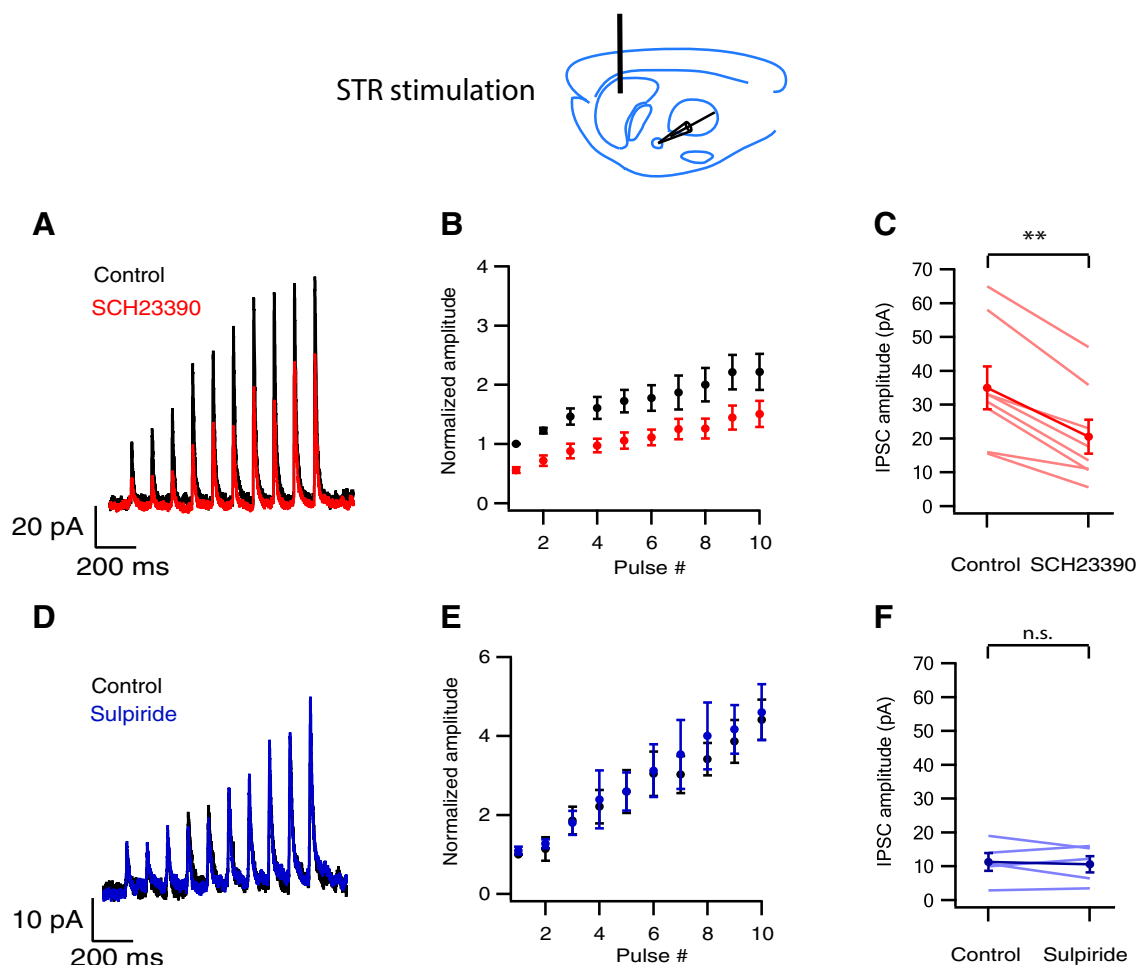 STR stimulation
A
Control
SCH23390
20 pA
200 ms
B
Normalized amplitude
4
3
2
1
0
2 4 6 8 10
Pulse #
C
**
IPSC amplitude (pA)
70
60
50
40
30
20
10
0
Control SCH23390
D
Control
Sulpiride
10 pA
200 ms
E
Normalized amplitude
6
4
2
0
2 4 6 8 10
Pulse #
F
n.s.
IPSC amplitude (pA)
70
60
50
40
30
20
10
0
Control Sulpiride